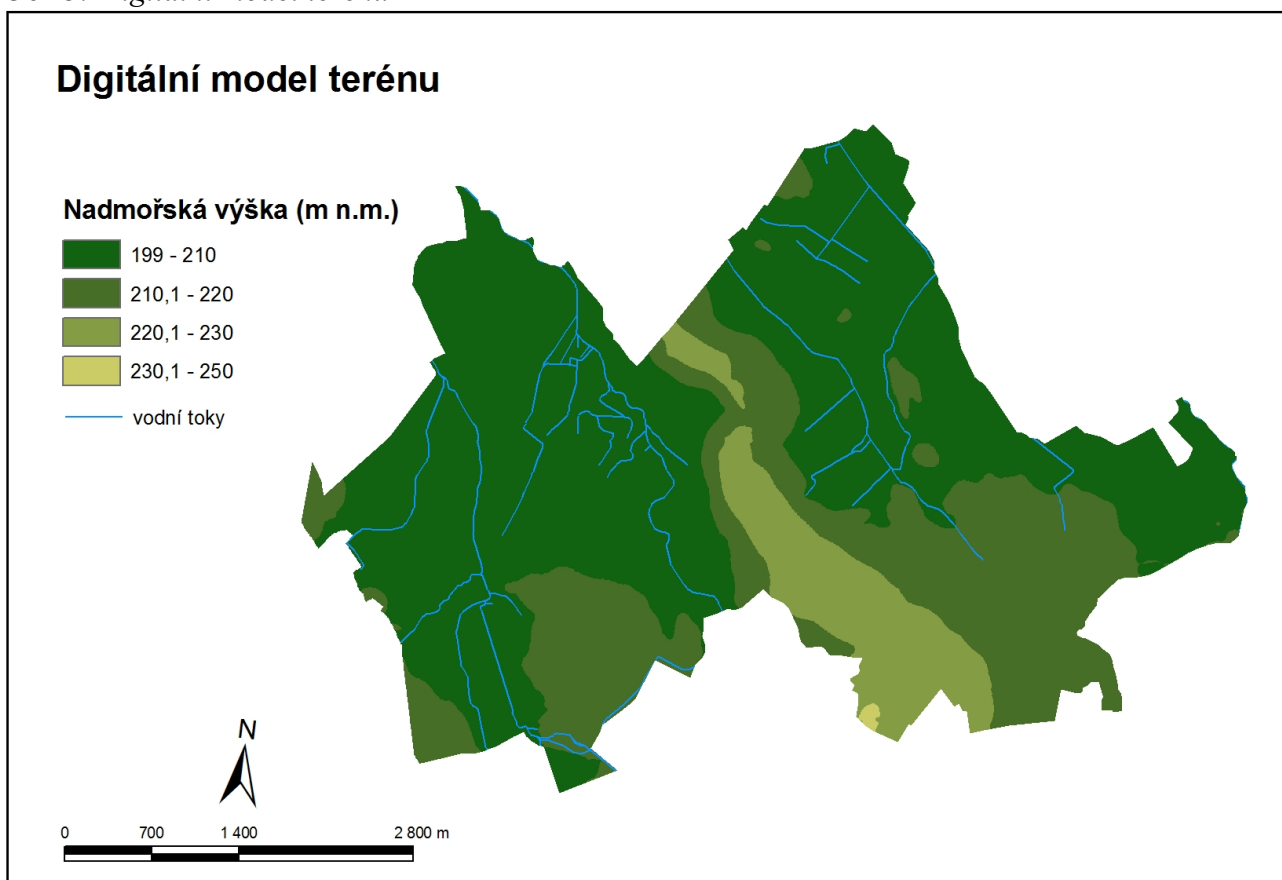 Digitální model terénu
Nadmořská výška (m n.m.)
199 - 210
210,1 - 220
220,1 - 230
230,1 - 250
vodní toky
N
0 700 1 400 2 800 m